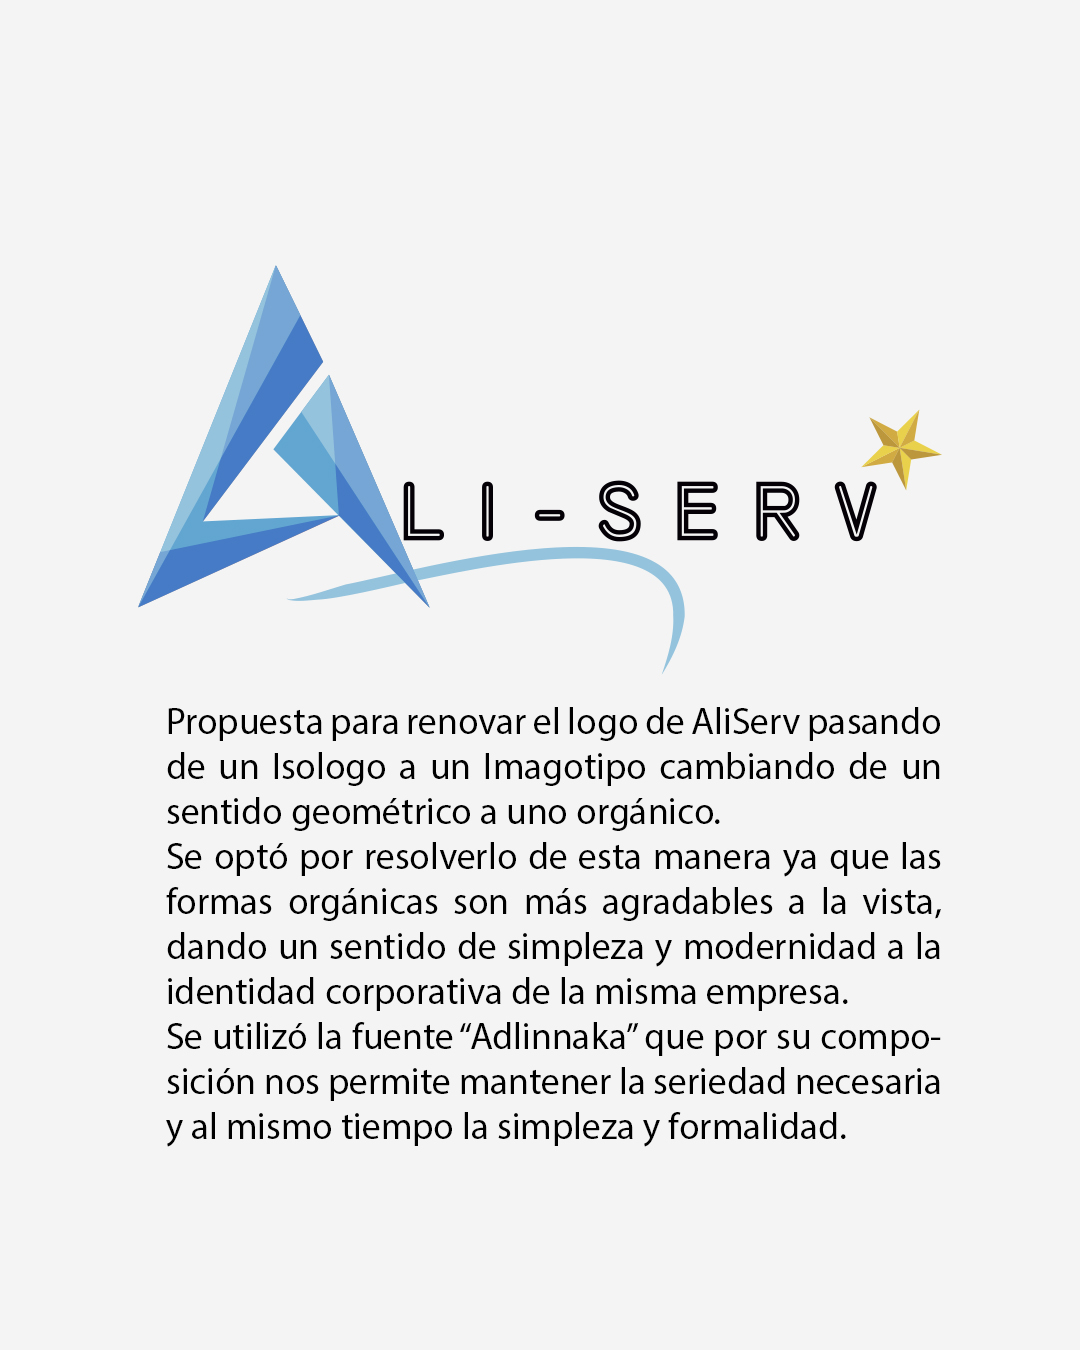 ALI-SERV
Propuesta para renovar el logo de AliServ pasando
de un Isologo a un Imagotipo cambiando de un
sentido geométrico a uno orgánico.
Se optó por resolverlo de esta manera ya que las
formas orgánicas son más agradables a la vista,
dando un sentido de simpleza y modernidad a la
identidad corporativa de la misma empresa.
Se utilizó la fuente “Adlinnaka” que por su compo-
sición nos permite mantener la seriedad necesaria
y al mismo tiempo la simpleza y formalidad.